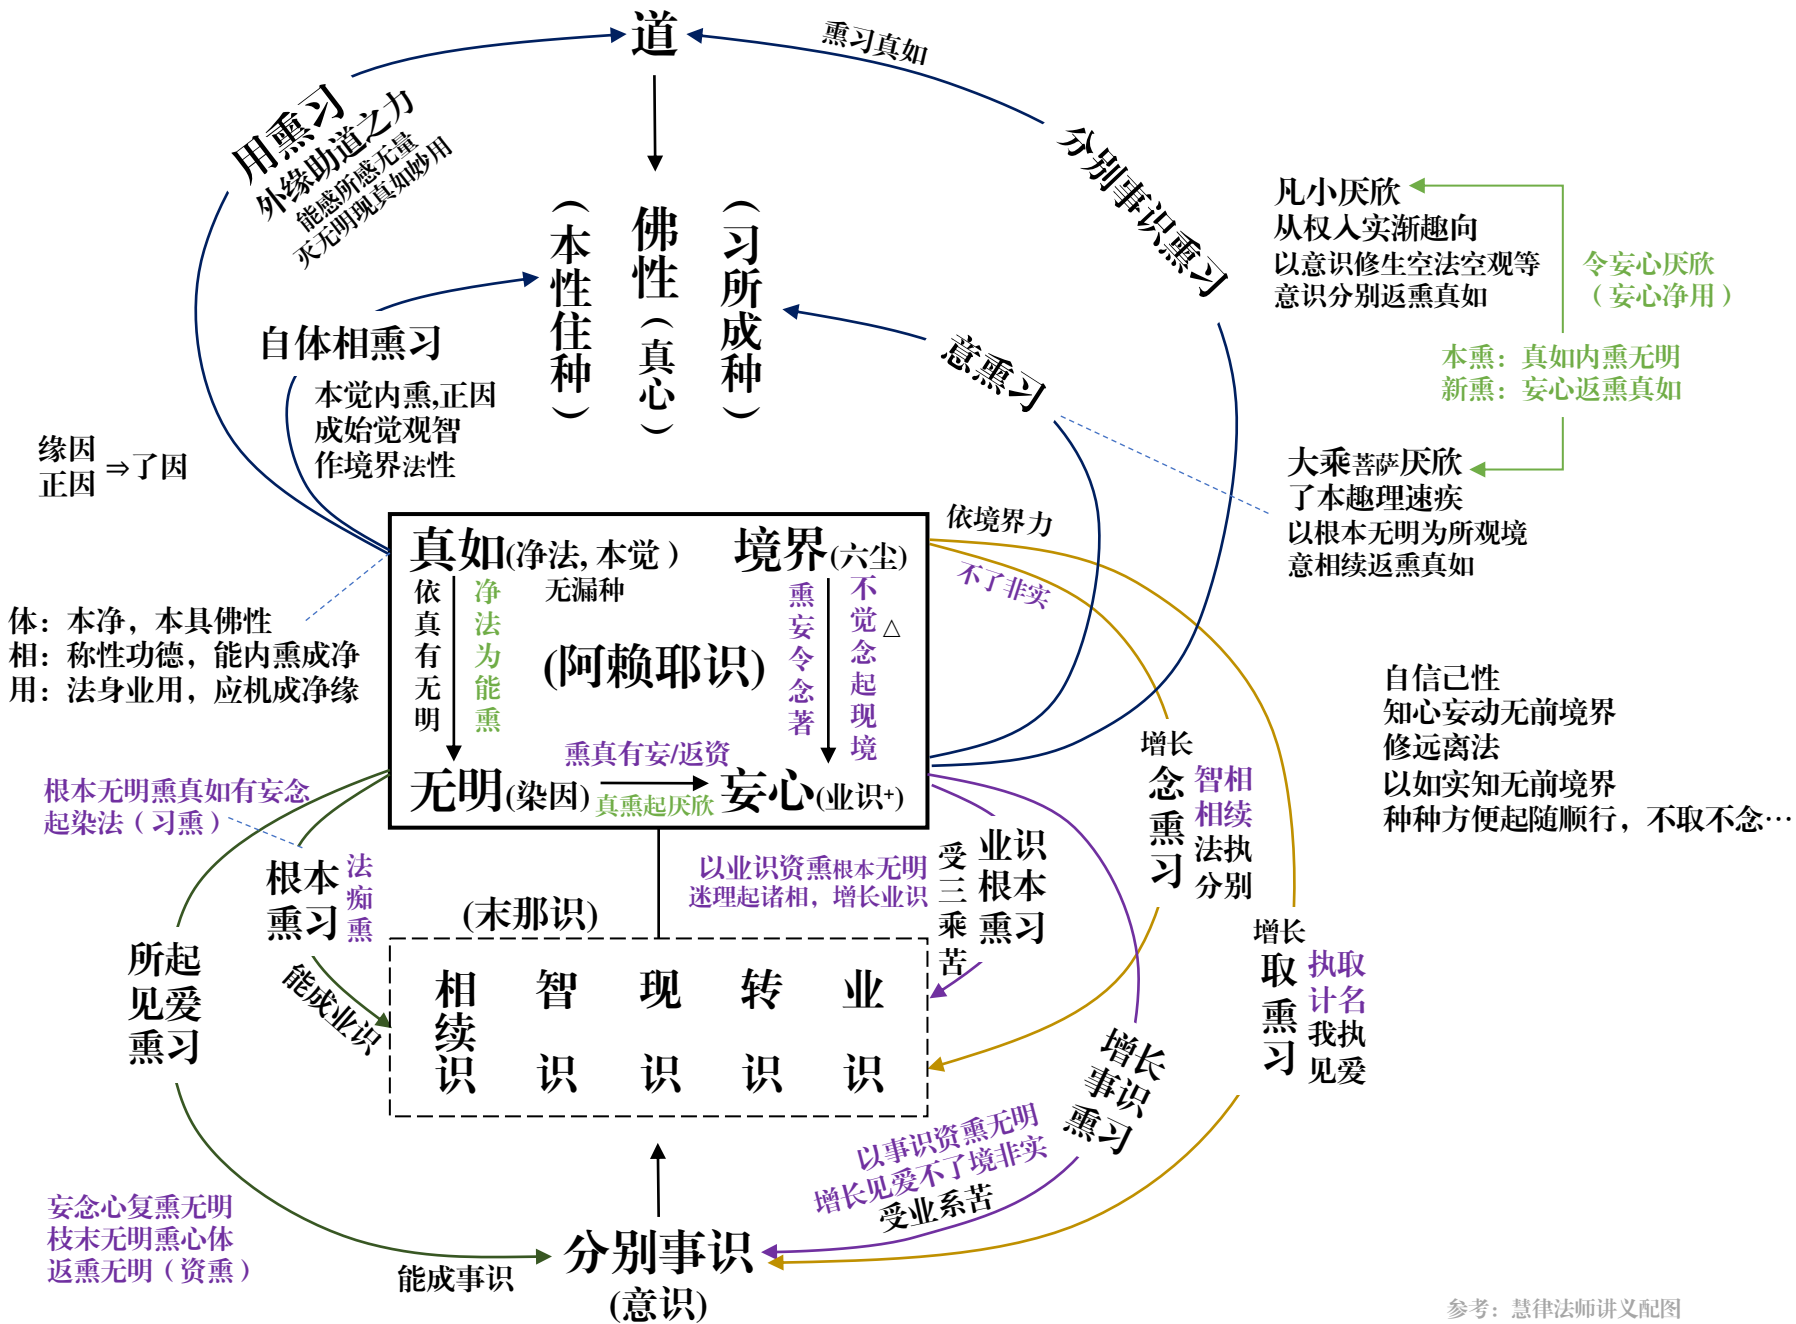 道
熏习真如
用熏习
外缘助道之力
能感所感无量
灭无明现真如妙用
分别事识熏习
（本性住种）
佛性（真心）
（习所成种）
凡小厌欣
从权入实渐趣向
以意识修生空法空观等
意识分别返熏真如
令妄心厌欣
（妄心净用）
本熏：真如内熏无明
新熏：妄心返熏真如
大乘菩萨厌欣
了本趣理速疾
以根本无明为所观境
意相续返熏真如
自体相熏习
本觉内熏,正因
成始觉观智
作境界法性
意熏习
缘因
正因
⇒了因
真如(净法, 本觉）
无漏种
境界(六尘)
依真有无明
净法为能熏
熏妄令念著
不觉念起现境
△
(阿赖耶识)
熏真有妄/返资
无明(染因)
真熏起厌欣
妄心(业识+)
依境界力
不了非实
体：本净，本具佛性
相：称性功德，能内熏成净
用：法身业用，应机成净缘
自信己性
知心妄动无前境界
修远离法
以如实知无前境界
种种方便起随顺行，不取不念…
根本无明熏真如有妄念
起染法（习熏）
根本
熏习
法痴熏
能成业识
所起
见爱
熏习
(末那识)
以业识资熏根本无明
迷理起诸相，增长业识
受三乘苦
业识
根本
熏习
增长
念熏习
智相
相续
法执
分别
增长
取熏习
执取
计名
我执
见爱
相续识
智识
现识
转识
业识
增长
事识
熏习
以事识资熏无明
增长见爱不了境非实
受业系苦
妄念心复熏无明
枝末无明熏心体
返熏无明（资熏）
能成事识
分别事识
(意识)
参考：慧律法师讲义配图